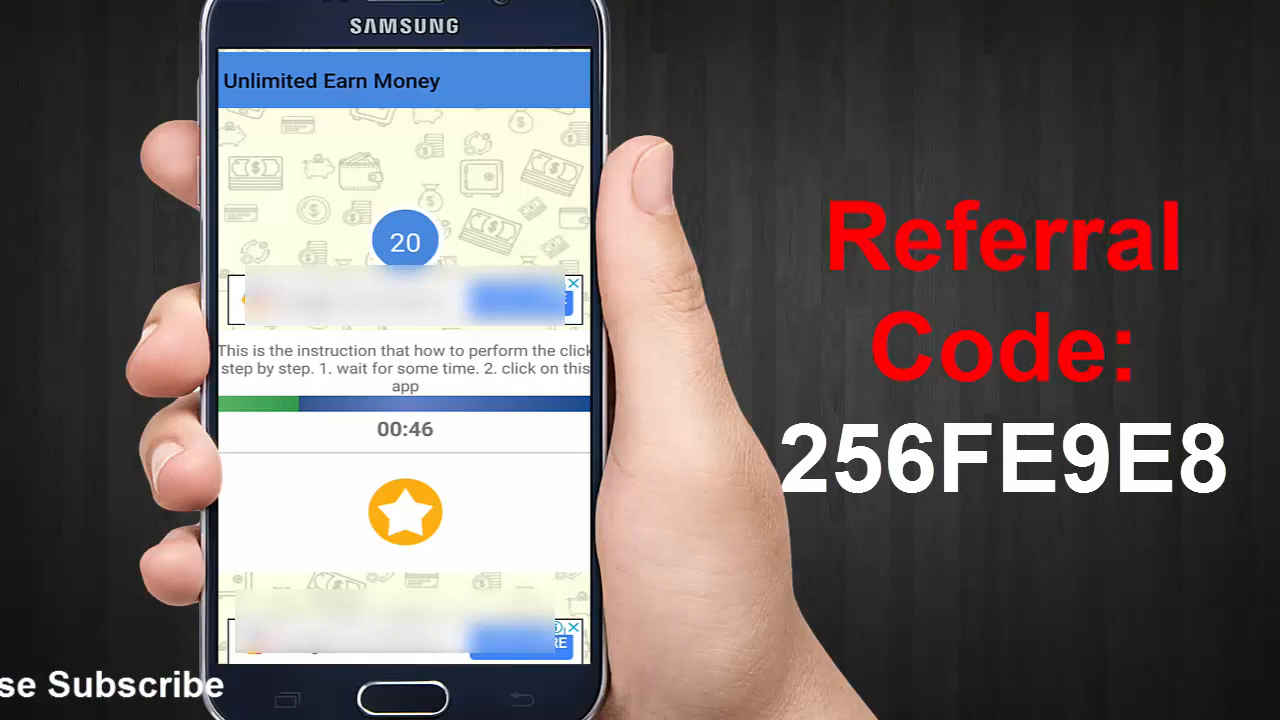 SAMSUNG
Unlimited Earn Money
20
This is the instruction that how to perform the click
step by step. 1. wait for some time. 2. click on this
app
00:46
RE
se Subscribe
Referral
Code:
256FE9E8